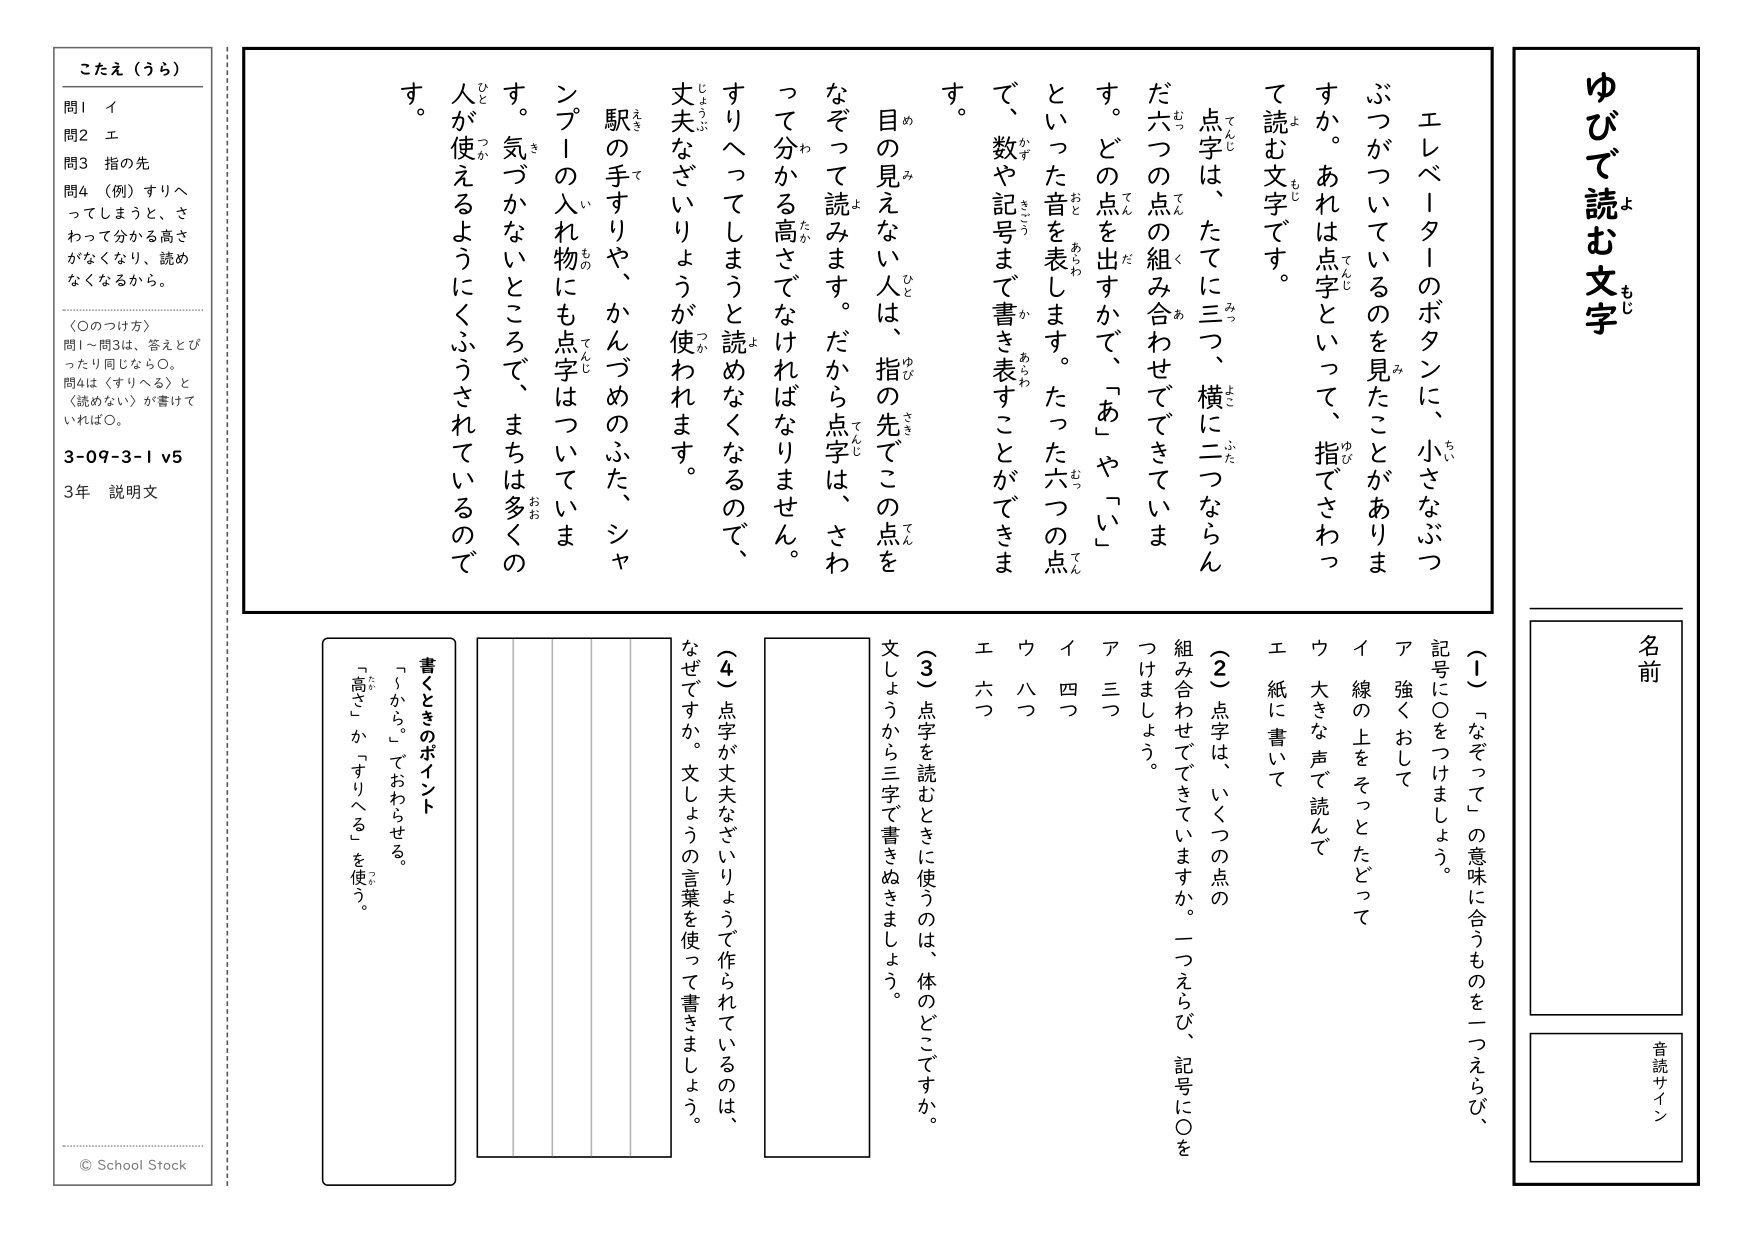 ゆびで読む文字
よ
もじ
名前
音読サイン
エレベーターのボタンに、小さなぶつ
ぶつがついているのを見たことがありま
すか。あれは点字といって、指でさわっ
て読む文字です。
点字は、たてに三つ、横に二つならん
だ六つの点の組み合わせでできていま
す。どの点を出すかで、「あ」や「い」
といった音を表します。たった六つの点
で、数や記号まで書き表すことができま
す。
目の見えない人は、指の先でこの点を
なぞって読みます。だから点字は、さわ
って分かる高さでなければなりません。
すりへってしまうと読めなくなるので、
丈夫なざいりょうが使われます。
駅の手すりや、かんづめのふた、シャ
ンプーの入れ物にも点字はついていま
す。気づかないところで、まちは多くの
人が使えるようにくふうされているので
す。
(1)「なぞって」の意味に合うものを一つえらび、
記号に〇をつけましょう。
ア 強くおして
イ 線の上をそっとたどって
ウ 大きな声で読んで
エ 紙に書いて
(2)点字は、いくつの点の
組み合わせでできていますか。一つえらび、記号に〇を
つけましょう。
ア 三つ
イ 四つ
ウ 八つ
エ 六つ
(3)点字を読むときに使うのは、体のどこですか。
文しょうから三字で書きぬきましょう。
(4)点字が丈夫なざいりょうで作られているのは、
なぜですか。文しょうの言葉を使って書きましょう。
書くときのポイント
「〜から。」でおわらせる。
「高さ」か「すりへる」を使う。
こたえ（うら）
問1 イ
問2 エ
問3 指の先
問4 （例）すりへ
ってしまうと、さ
わって分かる高さ
がなくなり、読め
なくなるから。
〈〇のつけ方〉
問1〜問3は、答えとぴ
ったり同じなら〇。
問4は〈すりへる〉と
〈読めない〉が書けて
いれば〇。
3-09-3-1 v5
3年 説明文
© School Stock